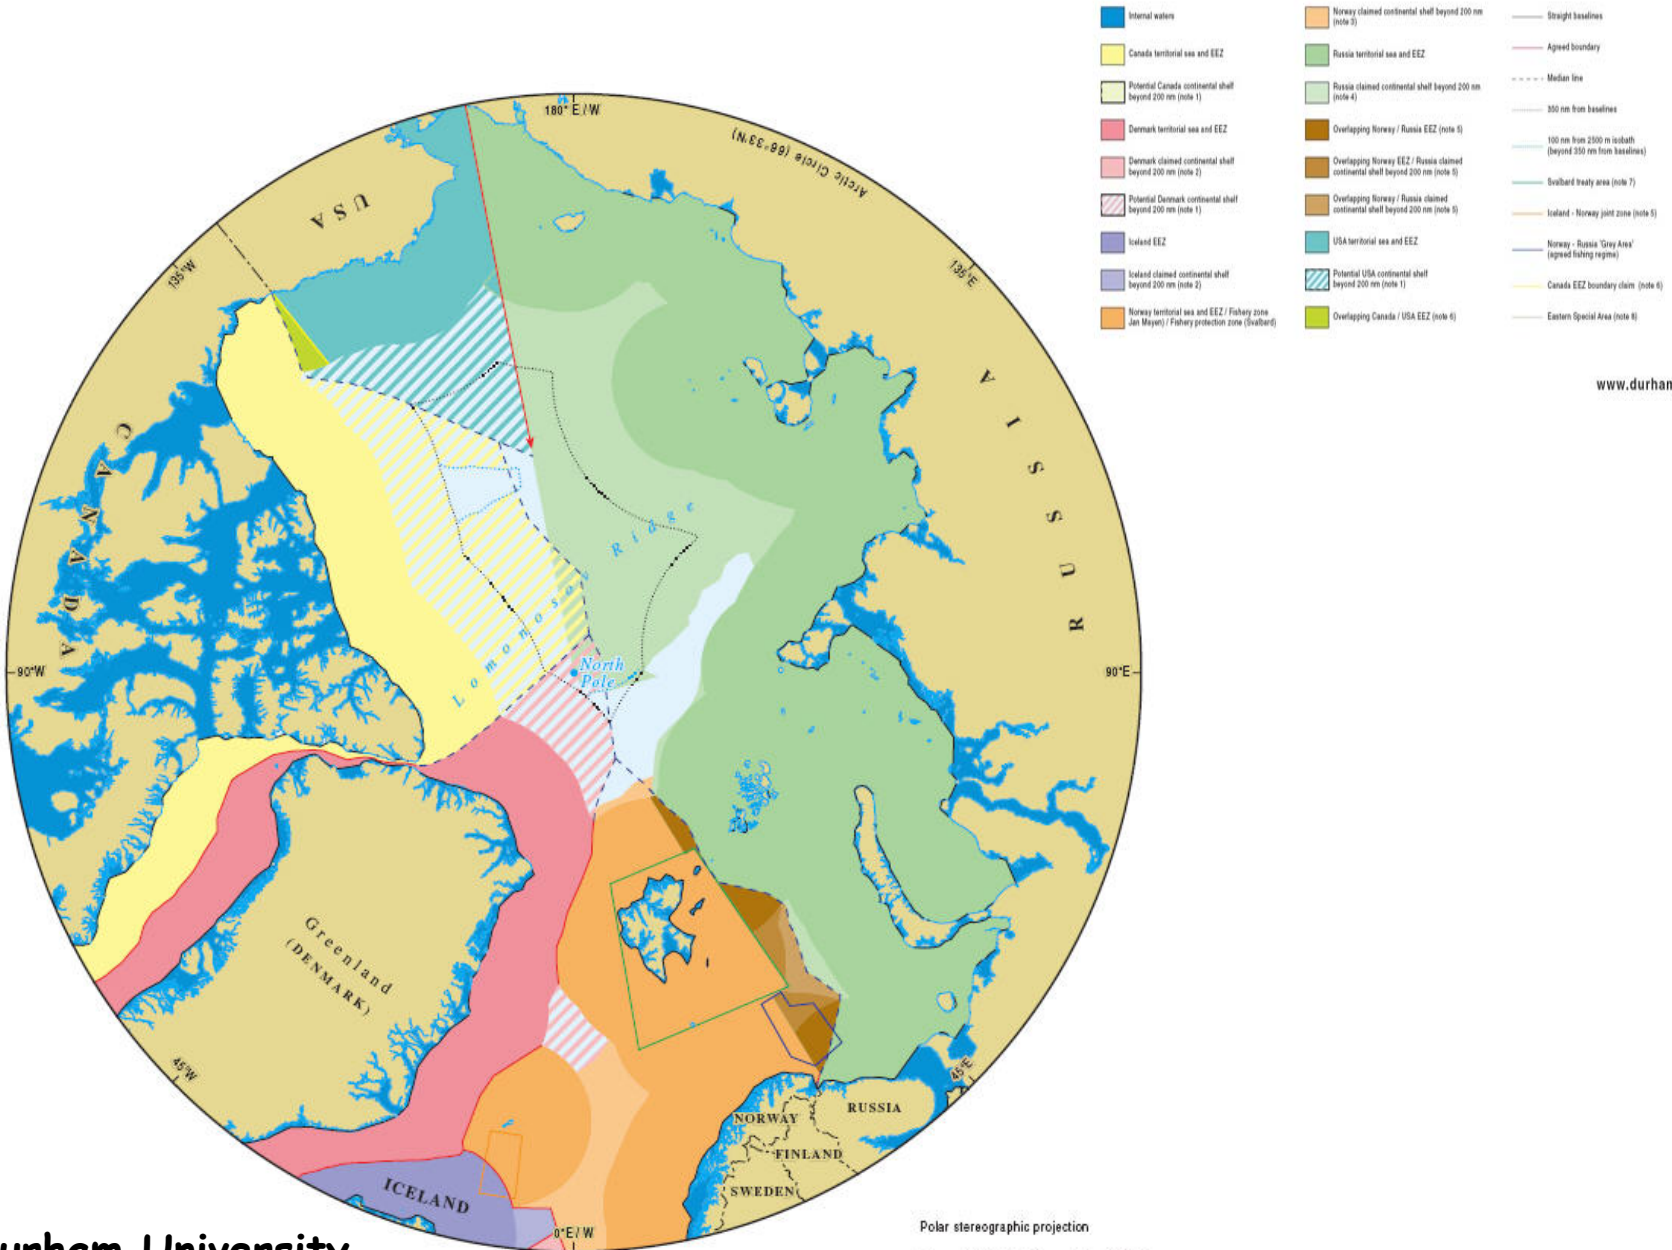 Internal waters
Canada territorial sea and EEZ
Potential Canada continental shelf
beyond 200 nm (note 1)
Denmark territorial sea and EEZ
Denmark claimed continental shelf
beyond 200 nm (note 2)
Potential Denmark continental shelf
beyond 200 nm (note 1)
Iceland EEZ
Iceland claimed continental shelf
beyond 200 nm (note 2)
Norway territorial sea and EEZ / Fishery zone
Jan Mayen) / Fishery protection zone (Svalbard)
Norway claimed continental shelf beyond 200 nm
(note 3)
Russia territorial sea and EEZ
Russia claimed continental shelf beyond 200 nm
(note 4)
Overlapping Norway / Russia EEZ (note 5)
Overlapping Norway EEZ / Russia claimed
continental shelf beyond 200 nm (note 5)
Overlapping Norway / Russia claimed
continental shelf beyond 200 nm (note 5)
USA territorial sea and EEZ
Potential USA continental shelf
beyond 200 nm (note 1)
Overlapping Canada / USA EEZ (note 6)
Straight baselines
Agreed boundary
Median line
350 nm from baselines
100 nm from 2500 m isobath
(beyond 350 nm from baselines)
Svalbard treaty area (note 7)
Iceland - Norway joint zone (note 5)
Norway - Russia 'Grey Area'
(agreed fishing regime)
Canada EEZ boundary claim (note 6)
Eastern Special Area (note 8)
www.durham
180° E / W
Arctic Circle (66°33'N)
USA
135°W
135°E
CANADA
RUSSIA
Lomonosov Ridge
90°W
North
Pole
90°E
Greenland
(DENMARK)
45°W
45°E
NORWAY
RUSSIA
FINLAND
SWEDEN
ICELAND
0°E / W
Polar stereographic projection
urham University